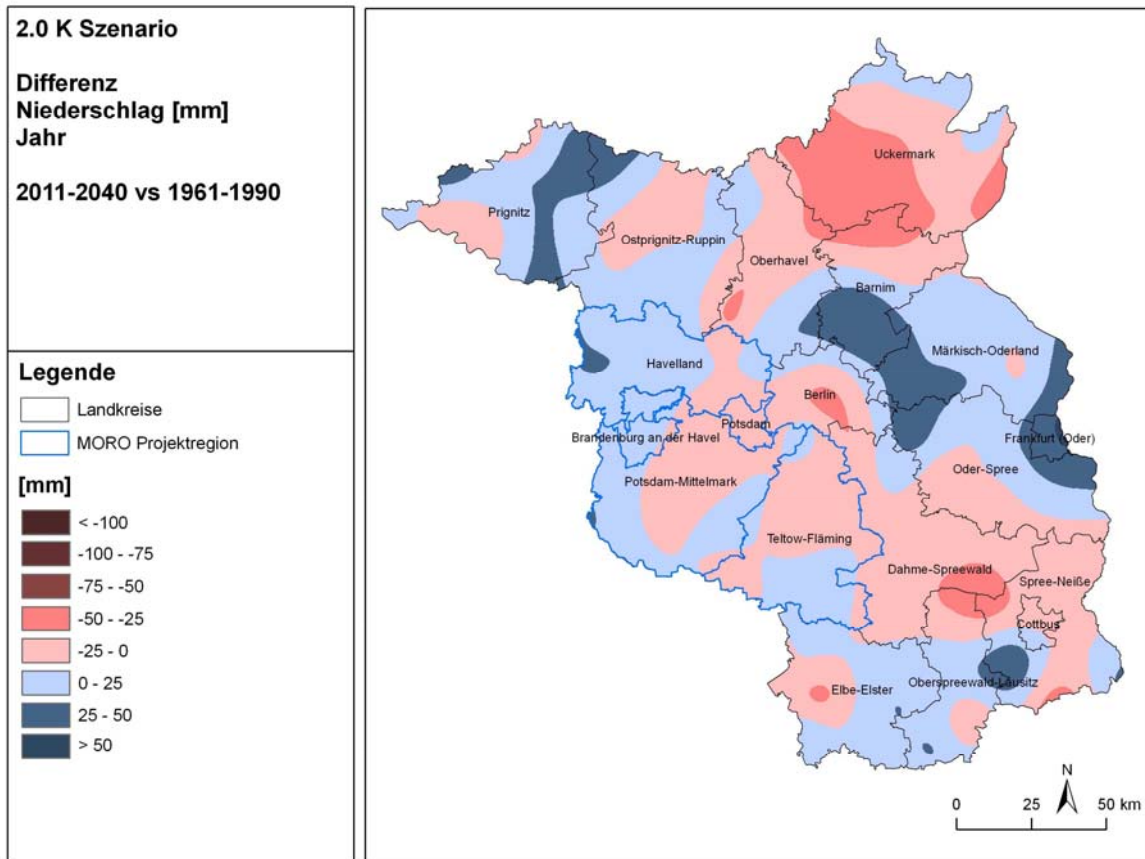 2.0 K Szenario
Differenz
Niederschlag [mm]
Jahr
2011-2040 vs 1961-1990
Legende
Landkreise
MORO Projektregion
[mm]
< -100
-100 - -75
-75 - -50
-50 - -25
-25 - 0
0 - 25
25 - 50
> 50
Uckermark
Prignitz
Ostprignitz-Ruppin
Oberhavel
Barnim
Märkisch-Oderland
Havelland
Berlin
Potsdam
Brandenburg an der Havel
Frankfurt (Oder)
Oder-Spree
Potsdam-Mittelmark
Teltow-Fläming
Dahme-Spreewald
Spree-Neiße
Cottbus
Elbe-Elster
Oberspreewald-Lausitz
N
0 25 50 km